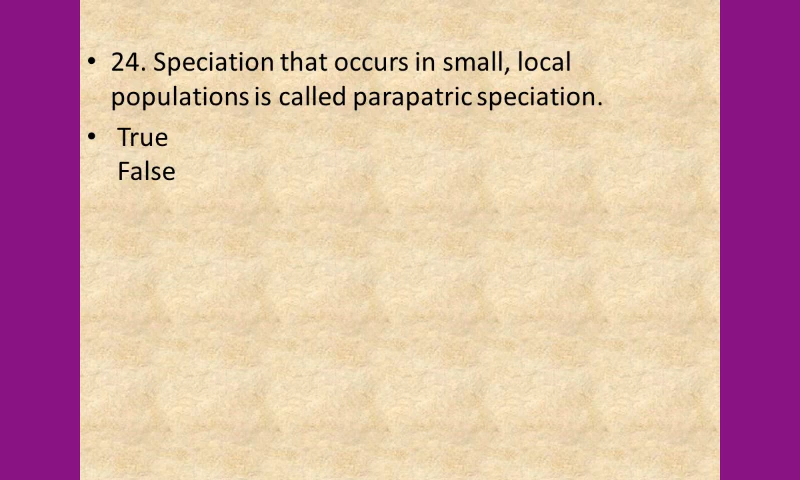 • 24. Speciation that occurs in small, local
populations is called parapatric speciation.
• True
False